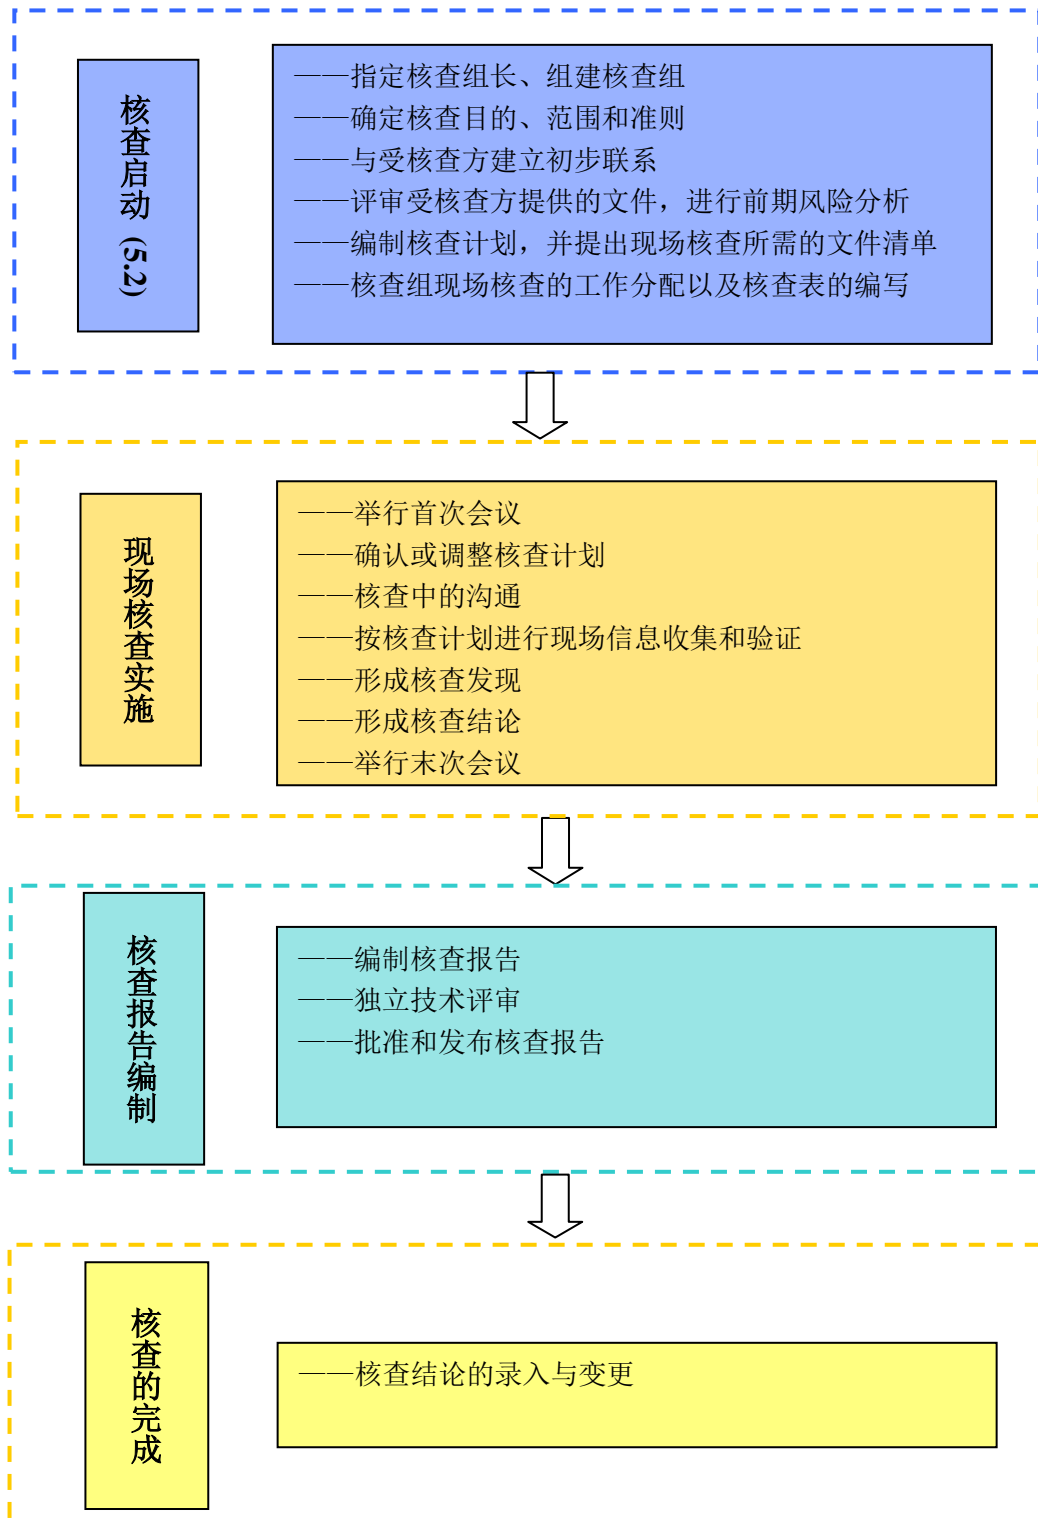 核查启动 (5.2)
——指定核查组长、组建核查组
——确定核查目的、范围和准则
——与受核查方建立初步联系
——评审受核查方提供的文件，进行前期风险分析
——编制核查计划，并提出现场核查所需的文件清单
——核查组现场核查的工作分配以及核查表的编写
现场核查实施
——举行首次会议
——确认或调整核查计划
——核查中的沟通
——按核查计划进行现场信息收集和验证
——形成核查发现
——形成核查结论
——举行末次会议
核查报告编制
——编制核查报告
——独立技术评审
——批准和发布核查报告
核查的完成
——核查结论的录入与变更